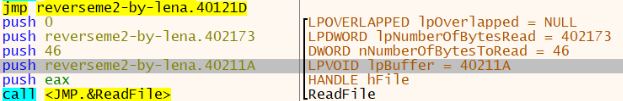 jmp reverseme2-by-lena.40121D
push 0 LPOVERLAPPED lpOverlapped = NULL
push reverseme2-by-lena.402173 LPDWORD lpNumberOfBytesRead = 402173
push 46 DWORD nNumberOfBytesToRead = 46
push reverseme2-by-lena.40211A LPVOID lpBuffer = 40211A
push eax HANDLE hFile
call <JMP.&ReadFile> ReadFile